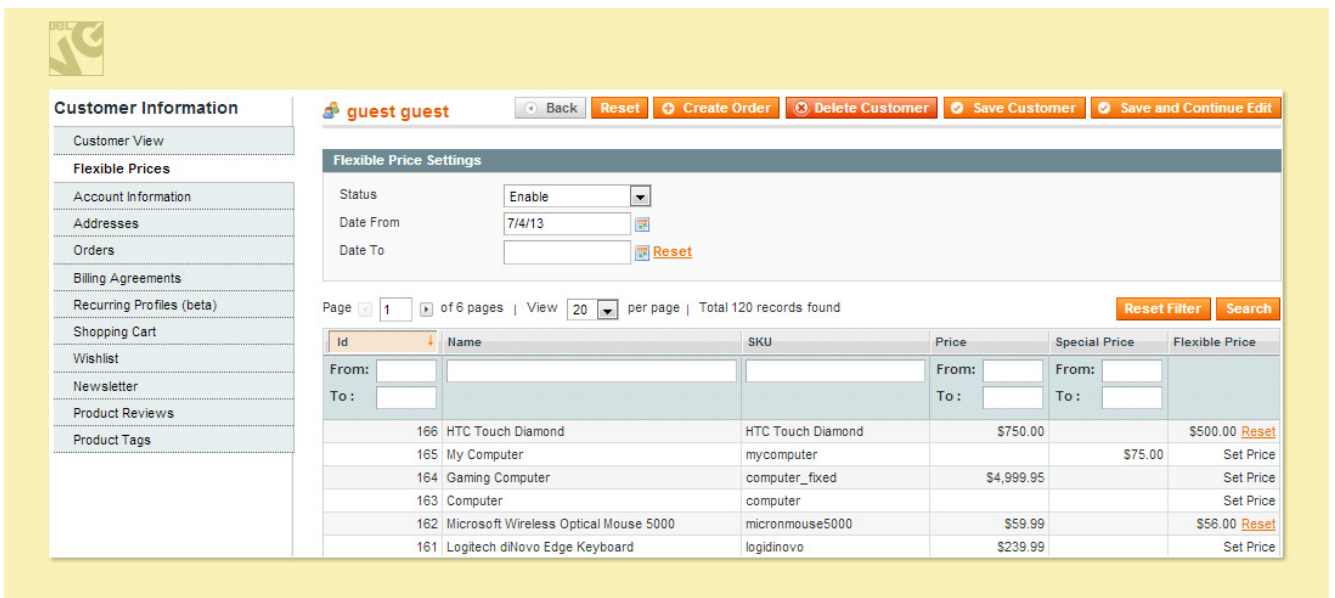 BEL VG
Customer Information
Customer View
Flexible Prices
Account Information
Addresses
Orders
Billing Agreements
Recurring Profiles (beta)
Shopping Cart
Wishlist
Newsletter
Product Reviews
Product Tags
guest guest Back Reset Create Order Delete Customer Save Customer Save and Continue Edit
Flexible Price Settings
Status Enable
Date From 7/4/13
Date To Reset
Page 1 of 6 pages | View 20 per page | Total 120 records found Reset Filter Search
Id Name SKU Price Special Price Flexible Price
From: From: From:
To : To : To :
166 HTC Touch Diamond HTC Touch Diamond $750.00 $500.00 Reset
165 My Computer mycomputer $75.00 Set Price
164 Gaming Computer computer_fixed $4,999.95 Set Price
163 Computer computer Set Price
162 Microsoft Wireless Optical Mouse 5000 micronmouse5000 $59.99 $56.00 Reset
161 Logitech diNovo Edge Keyboard logidinovo $239.99 Set Price